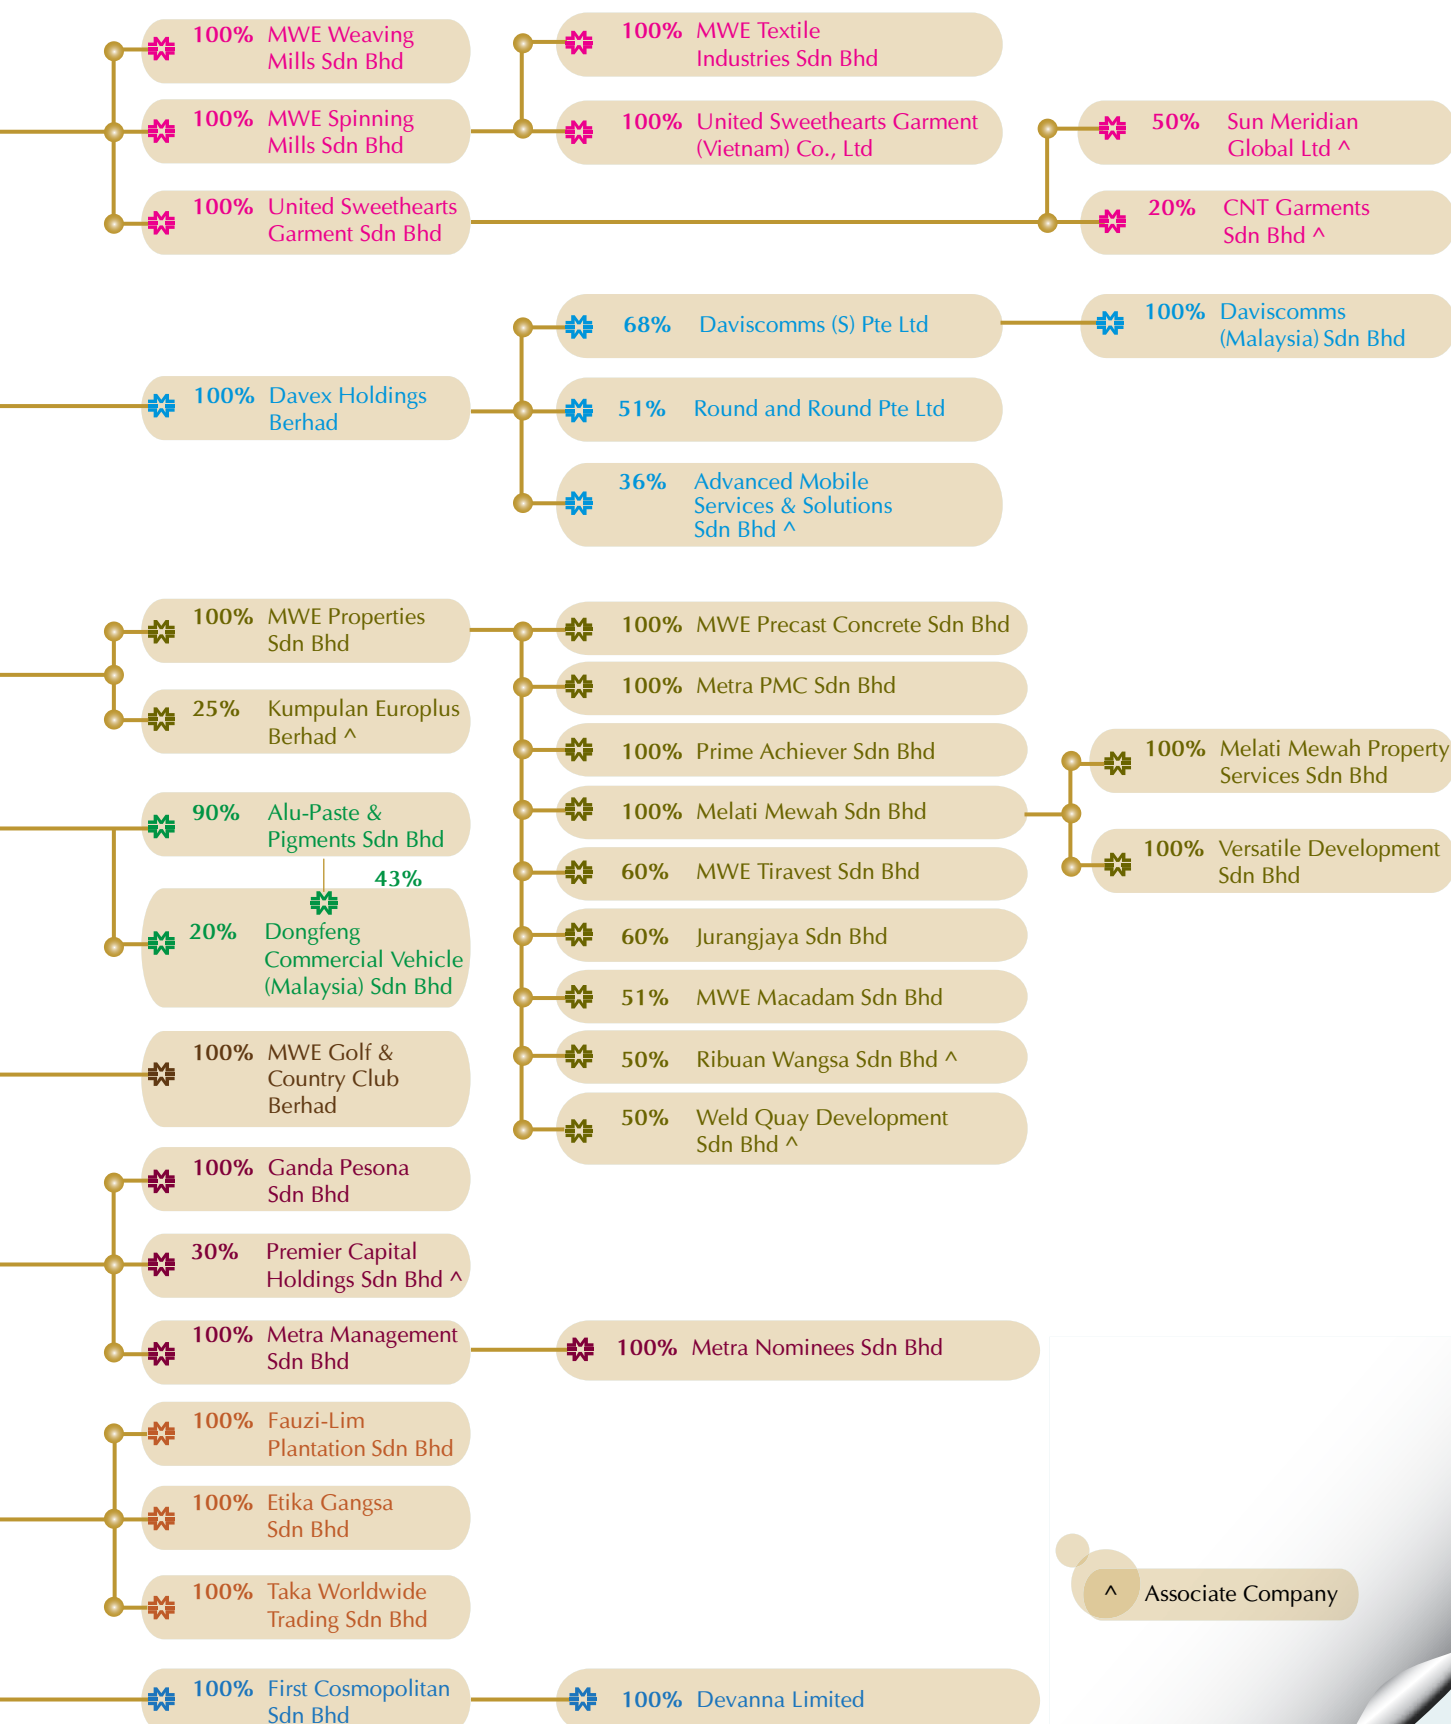 100% MWE Weaving
Mills Sdn Bhd
100% MWE Textile
Industries Sdn Bhd
100% MWE Spinning
Mills Sdn Bhd
100% United Sweethearts Garment
(Vietnam) Co., Ltd
50% Sun Meridian
Global Ltd ^
100% United Sweethearts
Garment Sdn Bhd
20% CNT Garments
Sdn Bhd ^
68% Daviscomms (S) Pte Ltd
100% Daviscomms
(Malaysia) Sdn Bhd
100% Davex Holdings
Berhad
51% Round and Round Pte Ltd
36% Advanced Mobile
Services & Solutions
Sdn Bhd ^
100% MWE Properties
Sdn Bhd
25% Kumpulan Europlus
Berhad ^
100% MWE Precast Concrete Sdn Bhd
100% Metra PMC Sdn Bhd
100% Prime Achiever Sdn Bhd
100% Melati Mewah Sdn Bhd
60% MWE Tiravest Sdn Bhd
60% Jurangjaya Sdn Bhd
51% MWE Macadam Sdn Bhd
50% Ribuan Wangsa Sdn Bhd ^
50% Weld Quay Development
Sdn Bhd ^
100% Melati Mewah Property
Services Sdn Bhd
100% Versatile Development
Sdn Bhd
90% Alu-Paste &
Pigments Sdn Bhd
43%
20% Dongfeng
Commercial Vehicle
(Malaysia) Sdn Bhd
100% MWE Golf &
Country Club
Berhad
100% Ganda Pesona
Sdn Bhd
30% Premier Capital
Holdings Sdn Bhd ^
100% Metra Management
Sdn Bhd
100% Metra Nominees Sdn Bhd
100% Fauzi-Lim
Plantation Sdn Bhd
100% Etika Gangsa
Sdn Bhd
100% Taka Worldwide
Trading Sdn Bhd
^ Associate Company
100% First Cosmopolitan
Sdn Bhd
100% Devanna Limited